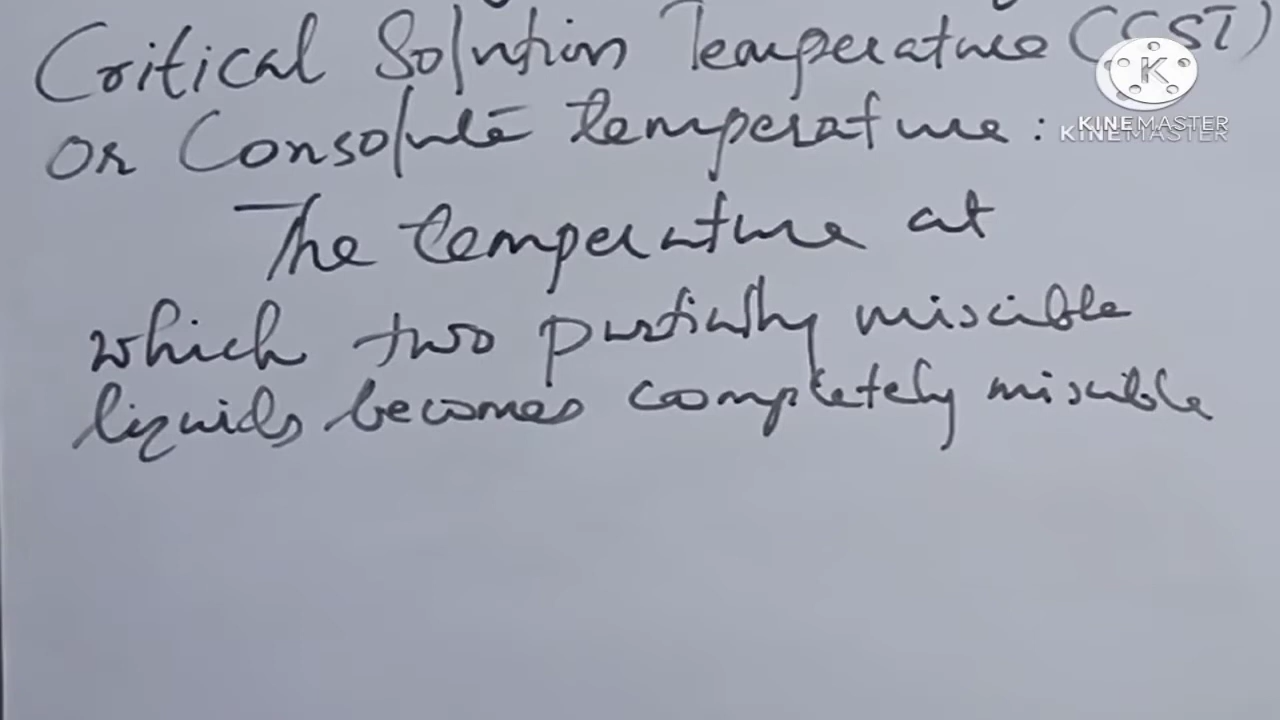 Critical Solution Temperature (CST)
or Consolute temperature :
The temperature at
which two partially miscible
liquids becomes completely miscible
KINEMASTER
KINEMASTER